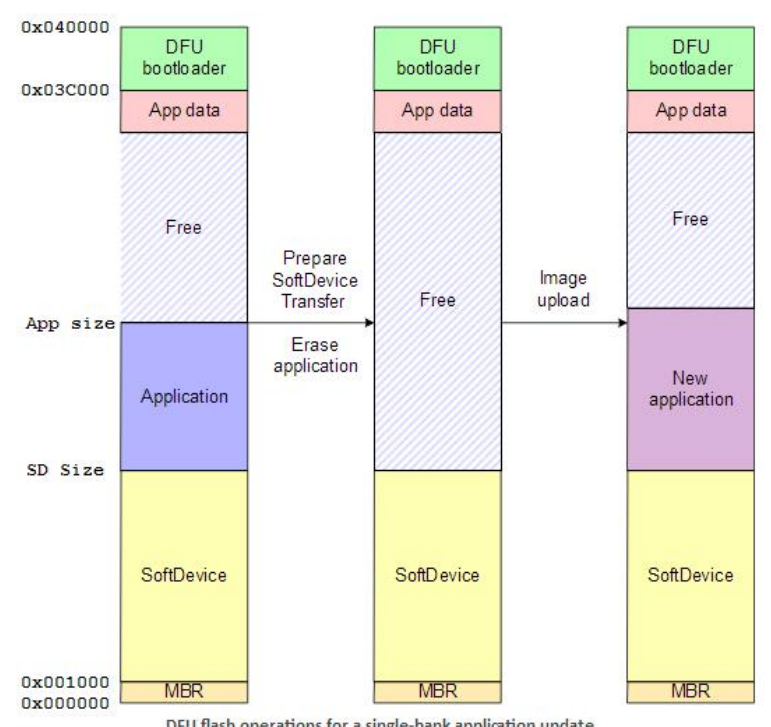 0x040000
DFU
bootloader
DFU
bootloader
DFU
bootloader
0x03C000
App data
App data
App data
Free
Free
Free
Prepare
SoftDevice
Transfer
Erase
application
Image
upload
App size
Application
New
application
SD Size
SoftDevice
SoftDevice
SoftDevice
0x001000
MBR
MBR
MBR
0x000000
DFU flash operations for a single-bank application update